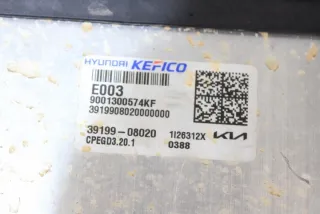 HYUNDAI KEFICO
E003
9001300574KF
3919908020000000
39199-08020 1I26312X KIA
CPEGD3.20.1 0388